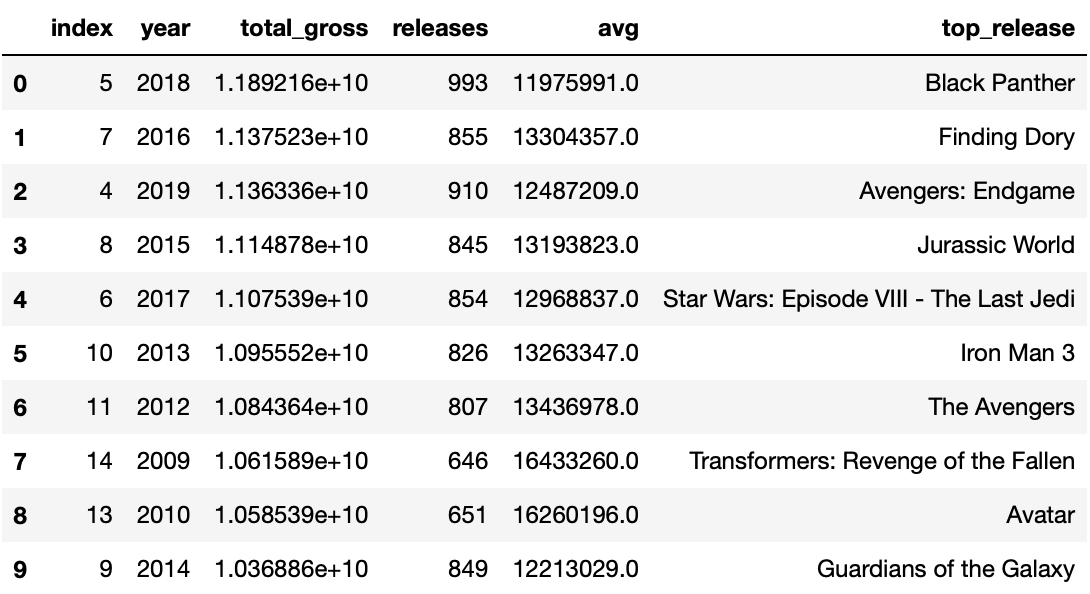 index year total_gross releases avg top_release
0 5 2018 1.189216e+10 993 11975991.0 Black Panther
1 7 2016 1.137523e+10 855 13304357.0 Finding Dory
2 4 2019 1.136336e+10 910 12487209.0 Avengers: Endgame
3 8 2015 1.114878e+10 845 13193823.0 Jurassic World
4 6 2017 1.107539e+10 854 12968837.0 Star Wars: Episode VIII - The Last Jedi
5 10 2013 1.095552e+10 826 13263347.0 Iron Man 3
6 11 2012 1.084364e+10 807 13436978.0 The Avengers
7 14 2009 1.061589e+10 646 16433260.0 Transformers: Revenge of the Fallen
8 13 2010 1.058539e+10 651 16260196.0 Avatar
9 9 2014 1.036886e+10 849 12213029.0 Guardians of the Galaxy